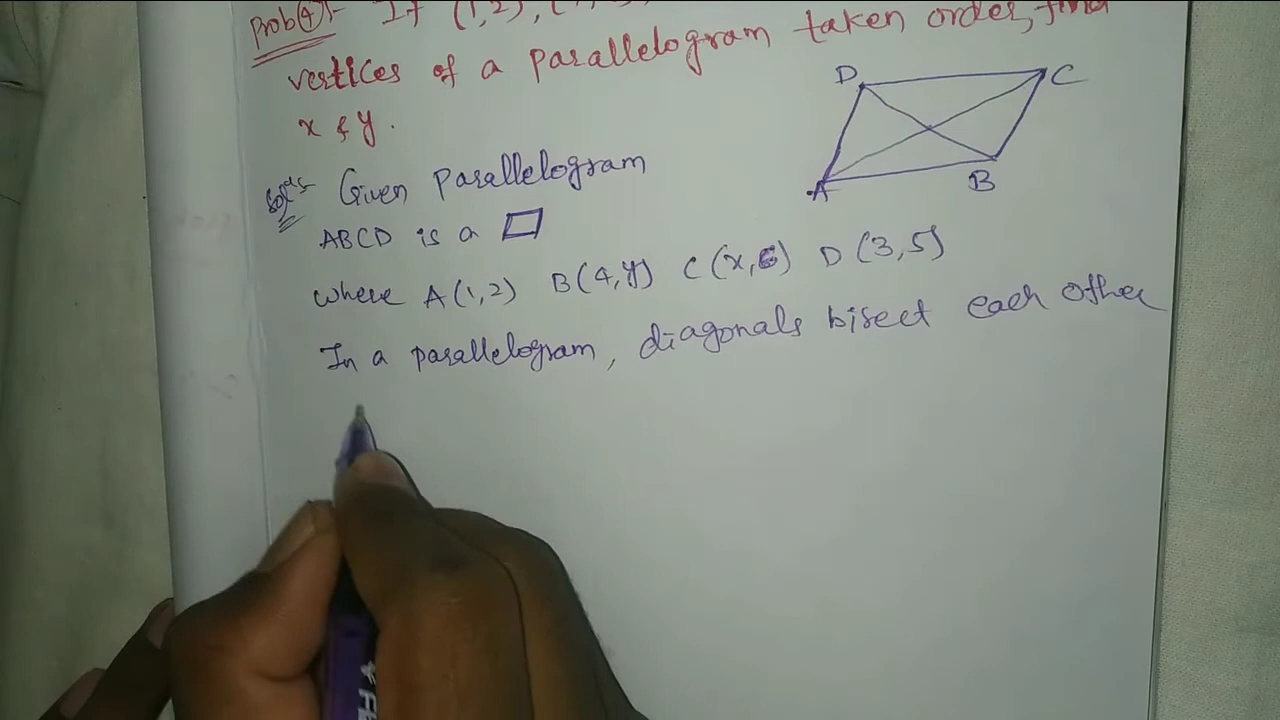 Prob(4):- If (1,2), (
vertices of a parallelogram taken order, find
x & y.
D
C
A
B
Sol:- Given parallelogram
ABCD is a ▱
where A(1,2) B(4,y) C(x,6) D(3,5)
In a parallelogram, diagonals bisect each other